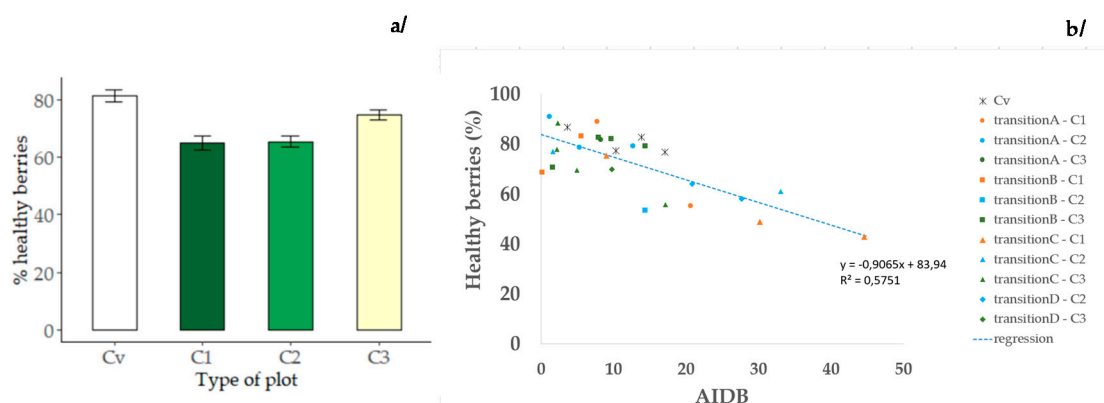 a/
% healthy berries
80
60
40
20
0
Cv
C1
C2
C3
Type of plot
b/
Healthy berries (%)
100
80
60
40
20
0
0
10
20
30
40
50
AIDB
y = -0,9065x + 83,94
R² = 0,5751
Cv
transitionA - C1
transitionA - C2
transitionA - C3
transitionB - C1
transitionB - C2
transitionB - C3
transitionC - C1
transitionC - C2
transitionC - C3
transitionD - C2
transitionD - C3
regression